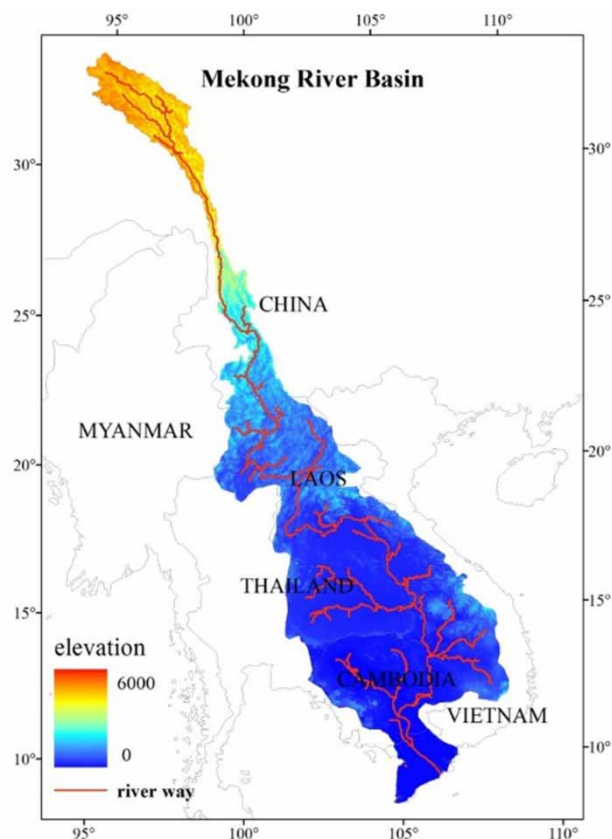 95° 100° 105° 110°
Mekong River Basin
30° 30°
25° CHINA 25°
MYANMAR
20° LAOS 20°
THAILAND
15° 15°
elevation
6000
CAMBODIA
VIETNAM
0
10° 10°
river way
95° 100° 105° 110°